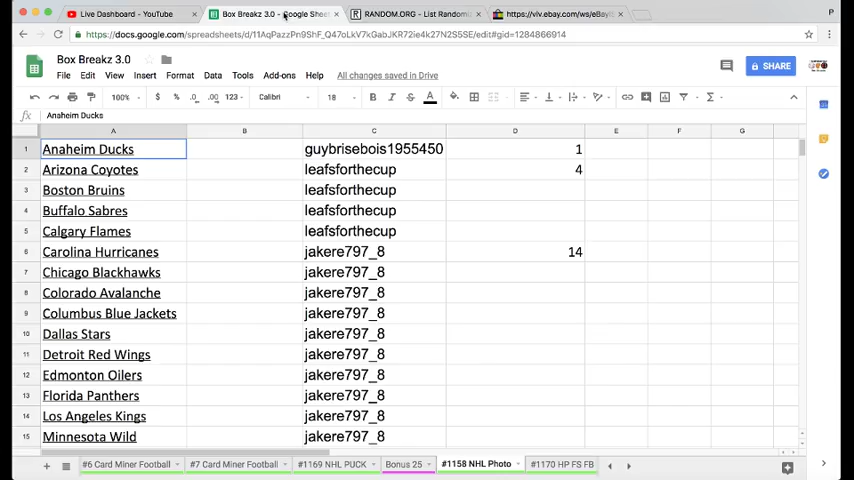 Live Dashboard - YouTube
Box Breakz 3.0 - Google Sheets
RANDOM.ORG - List Randomiz
https://viv.ebay.com/ws/eBayI
https://docs.google.com/spreadsheets/d/11AqPazzPn9ShF_Q47oLkV7kGabJKR72ie4k27N2S5SE/edit#gid=1284866914
Box Breakz 3.0
File Edit View Insert Format Data Tools Add-ons Help All changes saved in Drive
SHARE
100% $ % .0 .00 123 Calibri 18 B I S A
fx Anaheim Ducks
A B C D E F G
1 Anaheim Ducks guybrisebois1955450 1
2 Arizona Coyotes leafsforthecup 4
3 Boston Bruins leafsforthecup
4 Buffalo Sabres leafsforthecup
5 Calgary Flames leafsforthecup
6 Carolina Hurricanes jakere797_8 14
7 Chicago Blackhawks jakere797_8
8 Colorado Avalanche jakere797_8
9 Columbus Blue Jackets jakere797_8
10 Dallas Stars jakere797_8
11 Detroit Red Wings jakere797_8
12 Edmonton Oilers jakere797_8
13 Florida Panthers jakere797_8
14 Los Angeles Kings jakere797_8
15 Minnesota Wild jakere797_8
#6 Card Miner Football #7 Card Miner Football #1169 NHL PUCK Bonus 25 #1158 NHL Photo #1170 HP FS FB